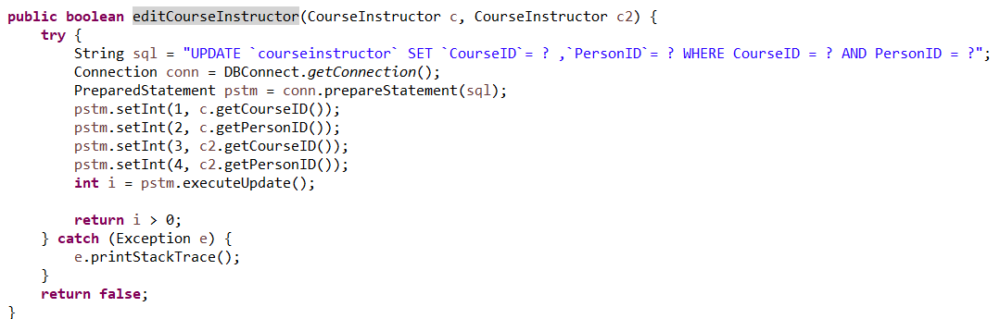 public boolean editCourseInstructor(CourseInstructor c, CourseInstructor c2) {
    try {
        String sql = "UPDATE `courseinstructor` SET `CourseID`= ? ,`PersonID`= ? WHERE CourseID = ? AND PersonID = ?";
        Connection conn = DBConnect.getConnection();
        PreparedStatement pstm = conn.prepareStatement(sql);
        pstm.setInt(1, c.getCourseID());
        pstm.setInt(2, c.getPersonID());
        pstm.setInt(3, c2.getCourseID());
        pstm.setInt(4, c2.getPersonID());
        int i = pstm.executeUpdate();

        return i > 0;
    } catch (Exception e) {
        e.printStackTrace();
    }
    return false;
}